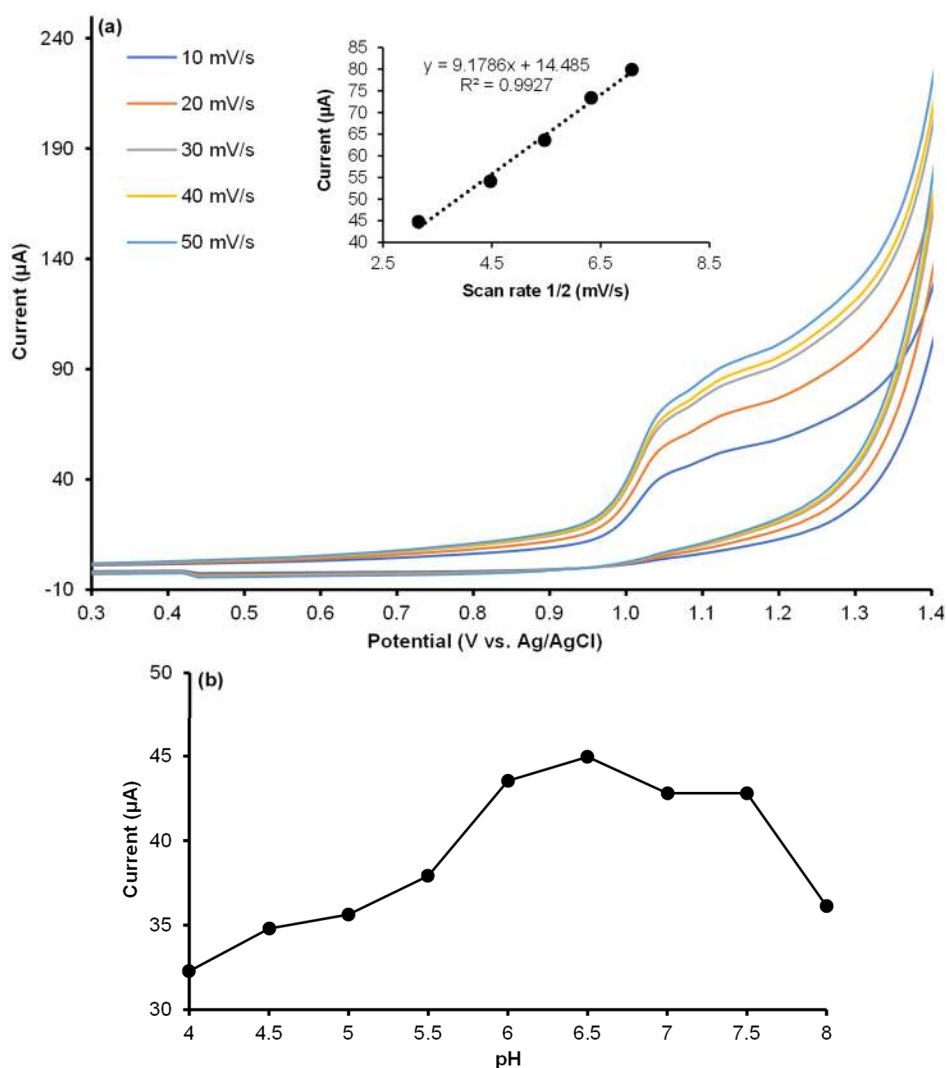 (a)
240
190
140
90
40
-10
Current (µA)
10 mV/s
20 mV/s
30 mV/s
40 mV/s
50 mV/s
85
80
75
70
65
60
55
50
45
40
Current (µA)
y = 9.1786x + 14.485
R² = 0.9927
2.5 4.5 6.5 8.5
Scan rate 1/2 (mV/s)
0.3 0.4 0.5 0.6 0.7 0.8 0.9 1.0 1.1 1.2 1.3 1.4
Potential (V vs. Ag/AgCl)
(b)
50
45
40
35
30
Current (µA)
4 4.5 5 5.5 6 6.5 7 7.5 8
pH